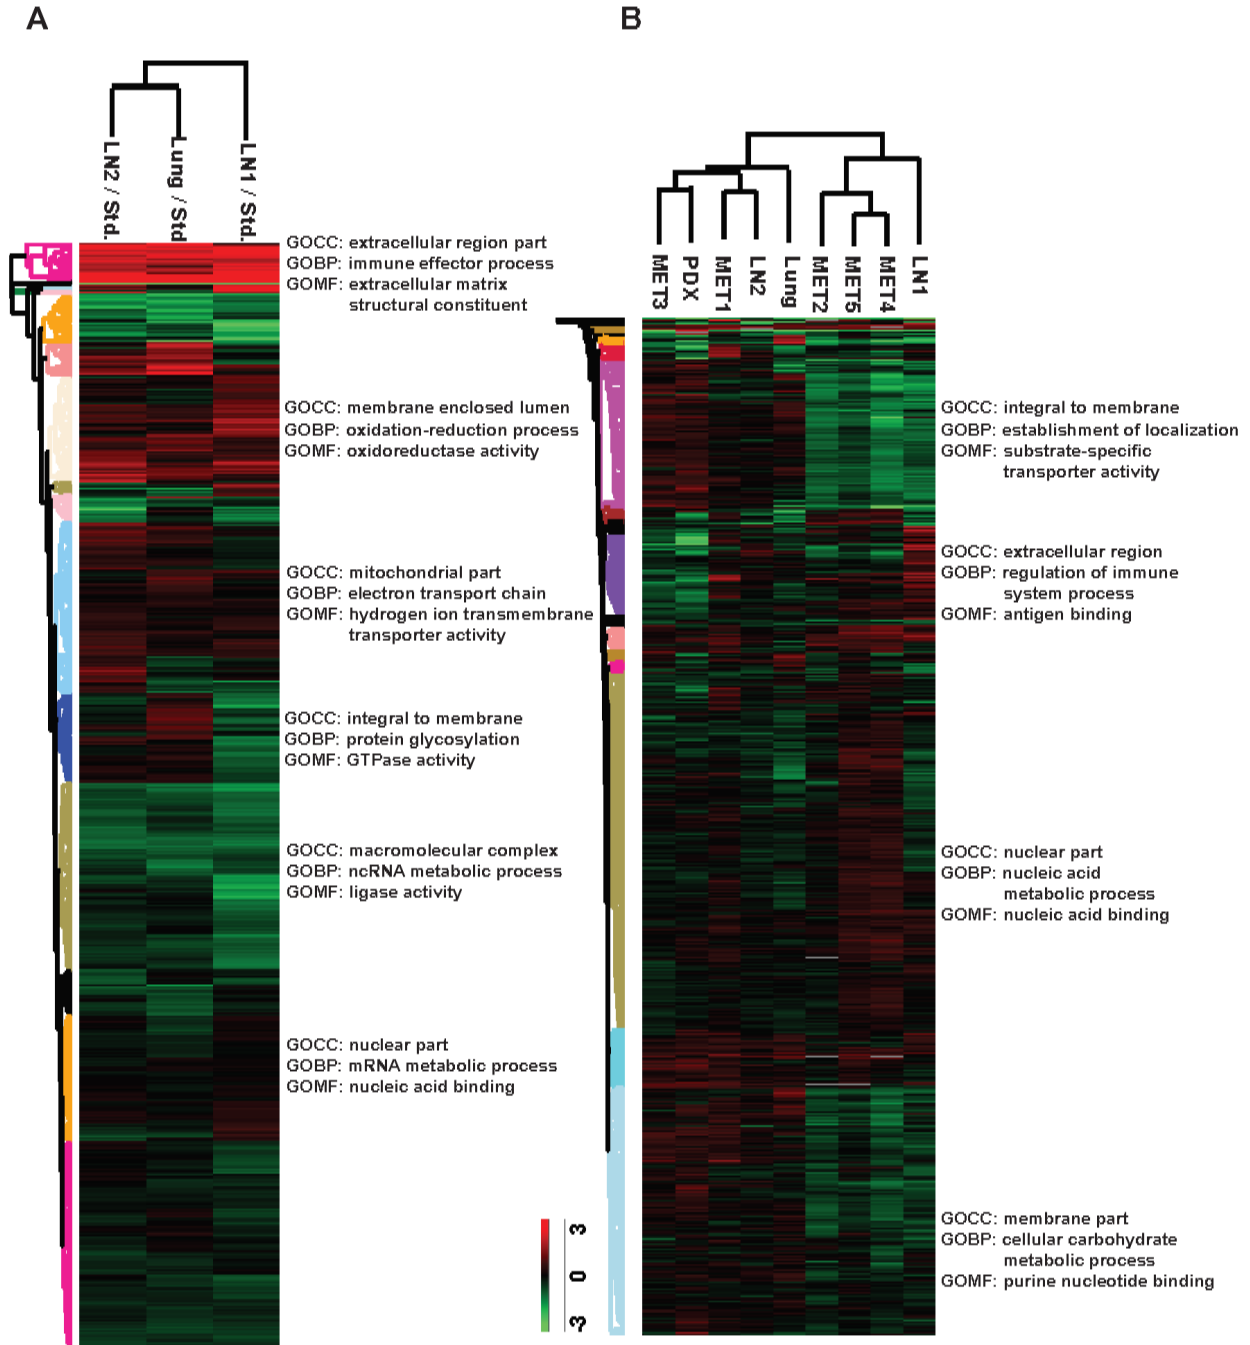 A
B
LN2 / Std.
Lung / Std
LN1 / Std.
GOCC: extracellular region part
GOBP: immune effector process
GOMF: extracellular matrix
structural constituent
GOCC: membrane enclosed lumen
GOBP: oxidation-reduction process
GOMF: oxidoreductase activity
GOCC: mitochondrial part
GOBP: electron transport chain
GOMF: hydrogen ion transmembrane
transporter activity
GOCC: integral to membrane
GOBP: protein glycosylation
GOMF: GTPase activity
GOCC: macromolecular complex
GOBP: ncRNA metabolic process
GOMF: ligase activity
GOCC: nuclear part
GOBP: mRNA metabolic process
GOMF: nucleic acid binding
3
0
-3
MET3
PDX
MET1
LN2
Lung
MET2
MET5
MET4
LN1
GOCC: integral to membrane
GOBP: establishment of localization
GOMF: substrate-specific
transporter activity
GOCC: extracellular region
GOBP: regulation of immune
system process
GOMF: antigen binding
GOCC: nuclear part
GOBP: nucleic acid
metabolic process
GOMF: nucleic acid binding
GOCC: membrane part
GOBP: cellular carbohydrate
metabolic process
GOMF: purine nucleotide binding